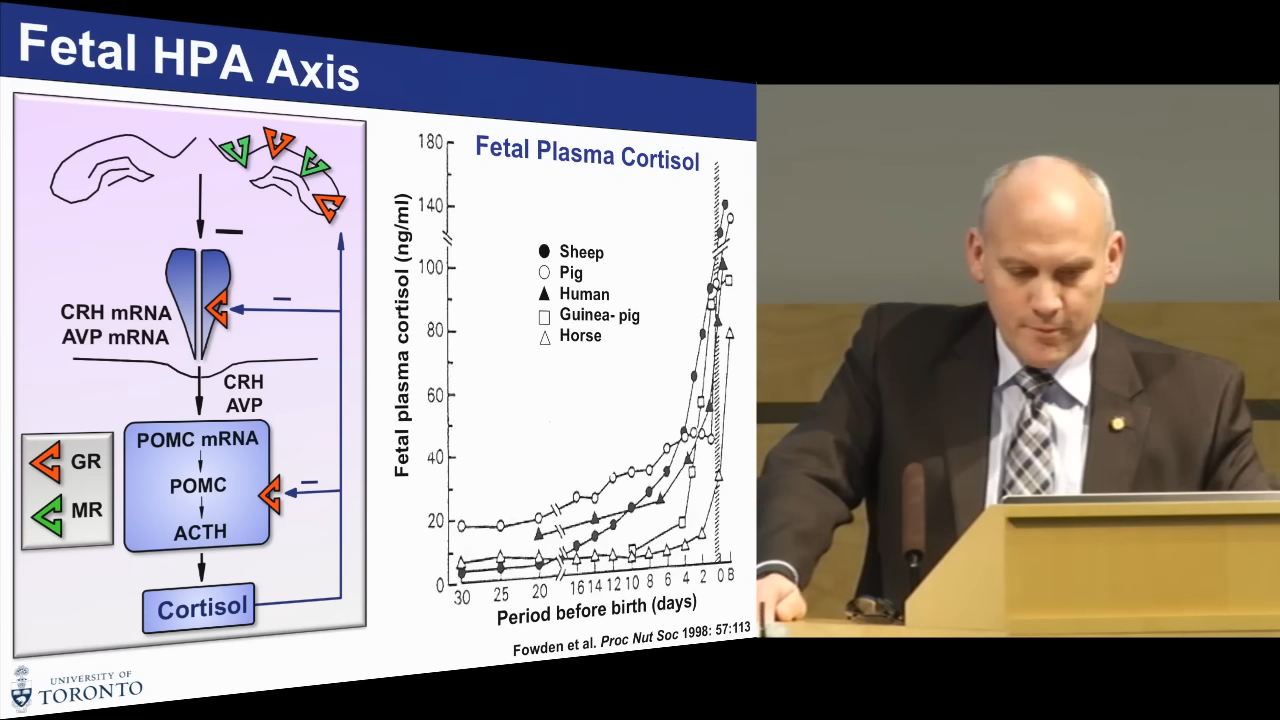 Fetal HPA Axis
CRH mRNA
AVP mRNA
CRH
AVP
POMC mRNA
POMC
ACTH
Cortisol
GR
MR
Fetal Plasma Cortisol
Fetal plasma cortisol (ng/ml)
180
140
100
80
60
40
20
0
Sheep
Pig
Human
Guinea- pig
Horse
30 25 20 16 14 12 10 8 6 4 2 0 8
Period before birth (days)
Fowden et al. Proc Nut Soc 1998: 57:113
UNIVERSITY OF
TORONTO